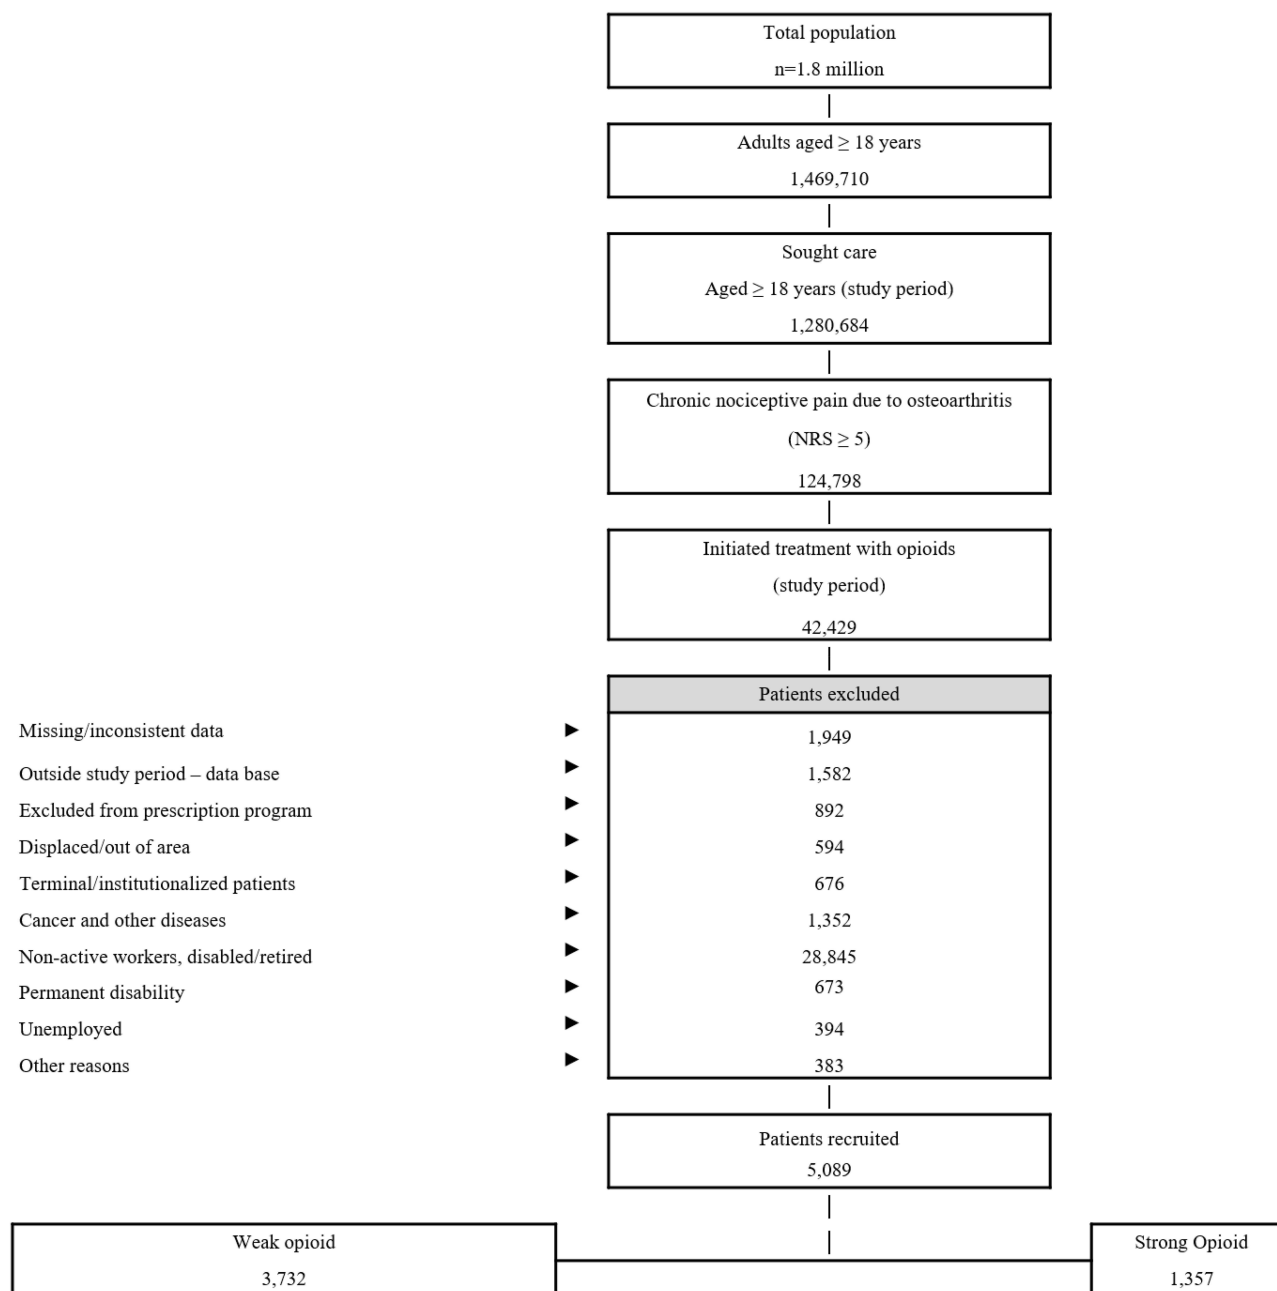 Total population
n=1.8 million
Adults aged ≥ 18 years
1,469,710
Sought care
Aged ≥ 18 years (study period)
1,280,684
Chronic nociceptive pain due to osteoarthritis
(NRS ≥ 5)
124,798
Initiated treatment with opioids
(study period)
42,429
Patients excluded
Missing/inconsistent data ► 1,949
Outside study period – data base ► 1,582
Excluded from prescription program ► 892
Displaced/out of area ► 594
Terminal/institutionalized patients ► 676
Cancer and other diseases ► 1,352
Non-active workers, disabled/retired ► 28,845
Permanent disability ► 673
Unemployed ► 394
Other reasons ► 383
Patients recruited
5,089
Weak opioid
3,732
Strong Opioid
1,357